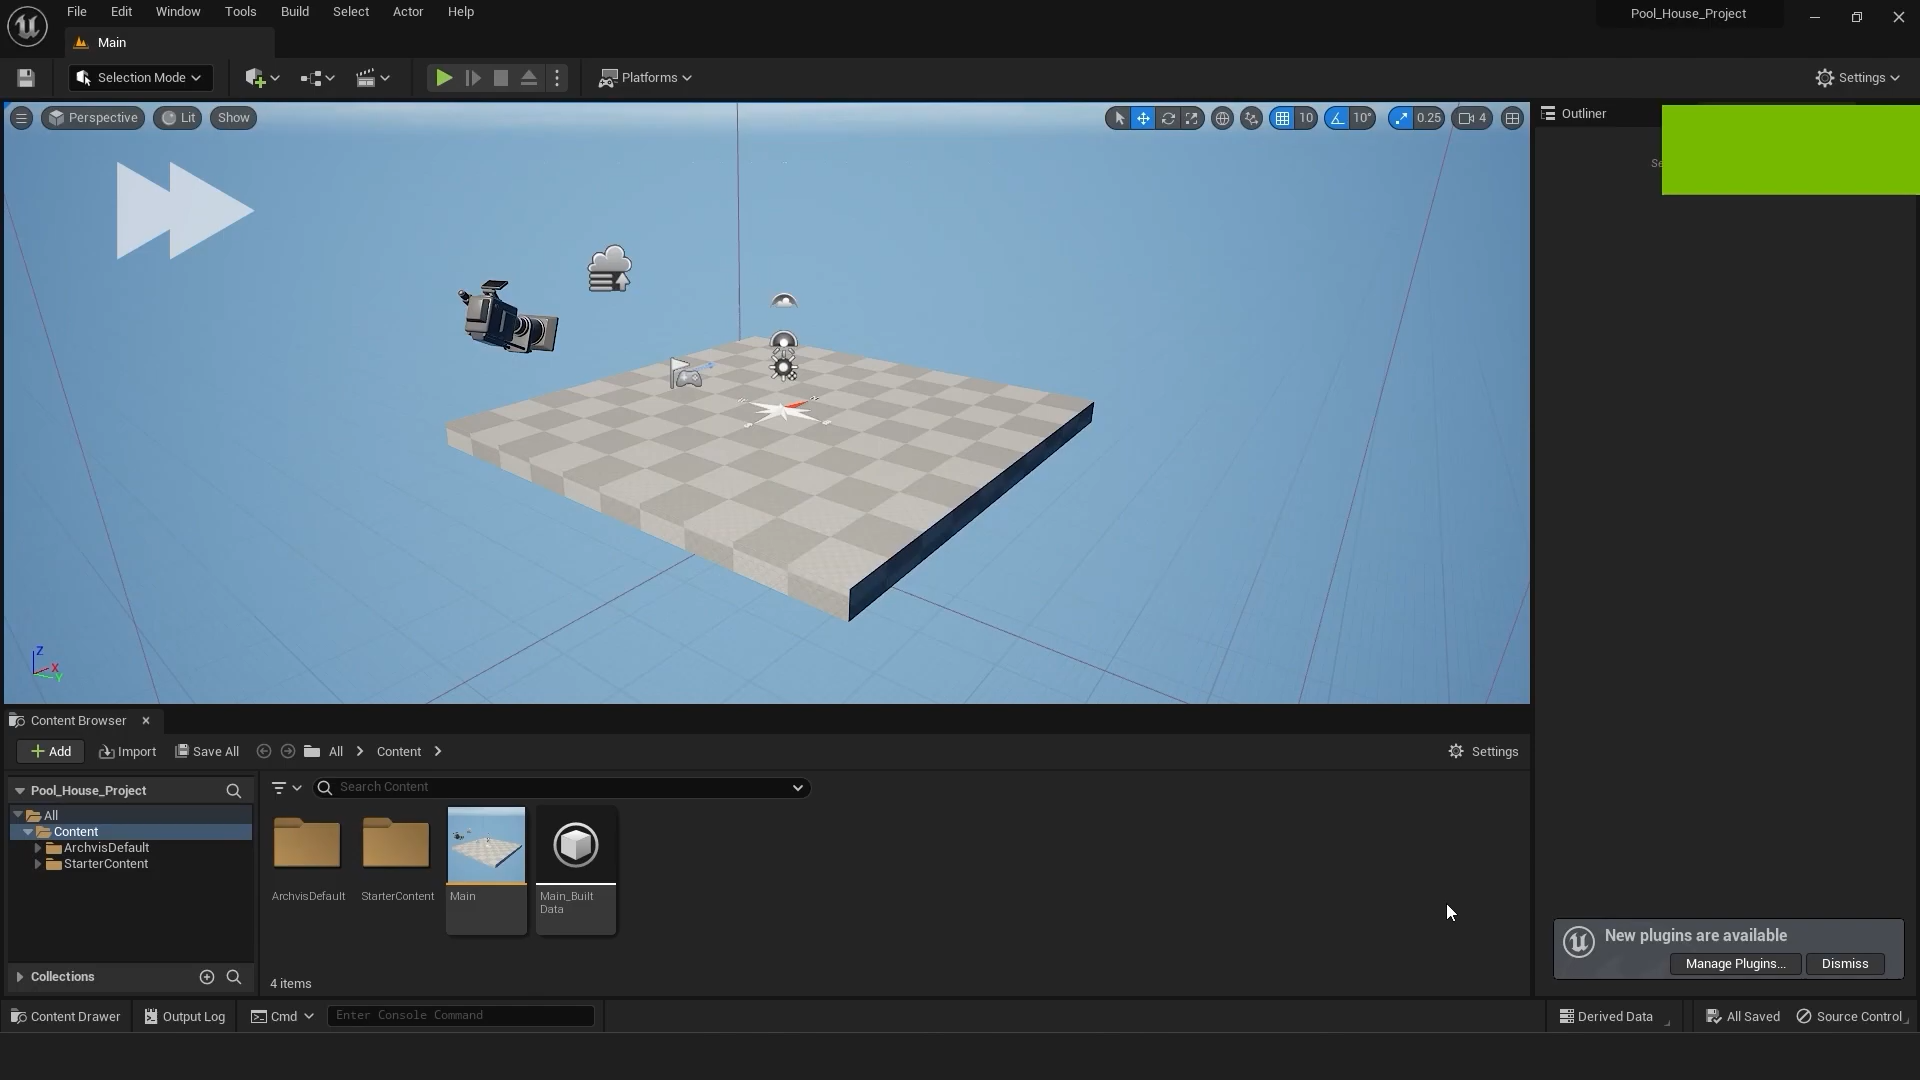 File Edit Window Tools Build Select Actor Help
Pool_House_Project
Main
Selection Mode
Platforms
Settings
Perspective
Lit
Show
10
10°
0.25
4
Outliner
Z
X
Y
Content Browser
Add
Import
Save All
All
Content
Settings
Pool_House_Project
Search Content
All
Content
ArchvisDefault
StarterContent
ArchvisDefault
StarterContent
Main
Main_Built
Data
New plugins are available
Manage Plugins...
Dismiss
Collections
4 items
Content Drawer
Output Log
Cmd
Enter Console Command
Derived Data
All Saved
Source Control